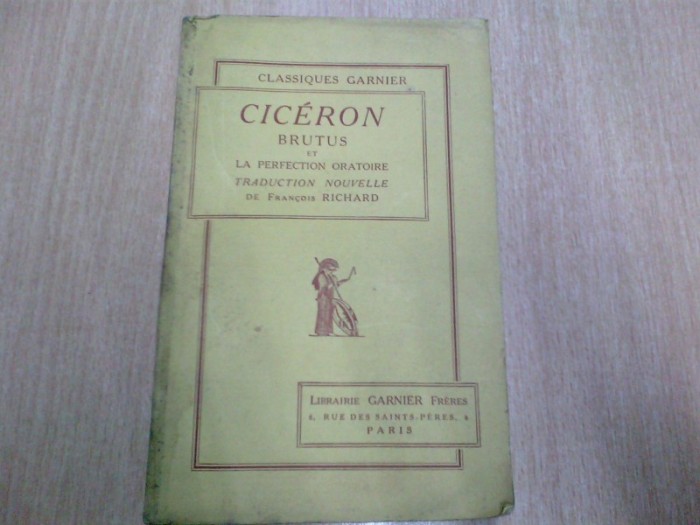 CLASSIQUES GARNIER
CICÉRON
BRUTUS
ET
LA PERFECTION ORATOIRE
TRADUCTION NOUVELLE
DE FRANÇOIS RICHARD
LIBRAIRIE GARNIER FRÈRES
6, RUE DES SAINTS-PÈRES, 6
PARIS